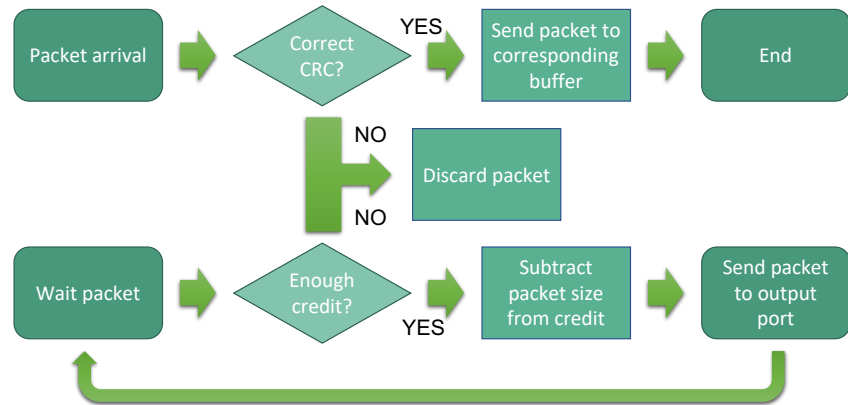 Packet arrival
Correct
CRC?
YES
Send packet to
corresponding
buffer
End
NO
Discard packet
NO
Wait packet
Enough
credit?
YES
Subtract
packet size
from credit
Send packet
to output
port